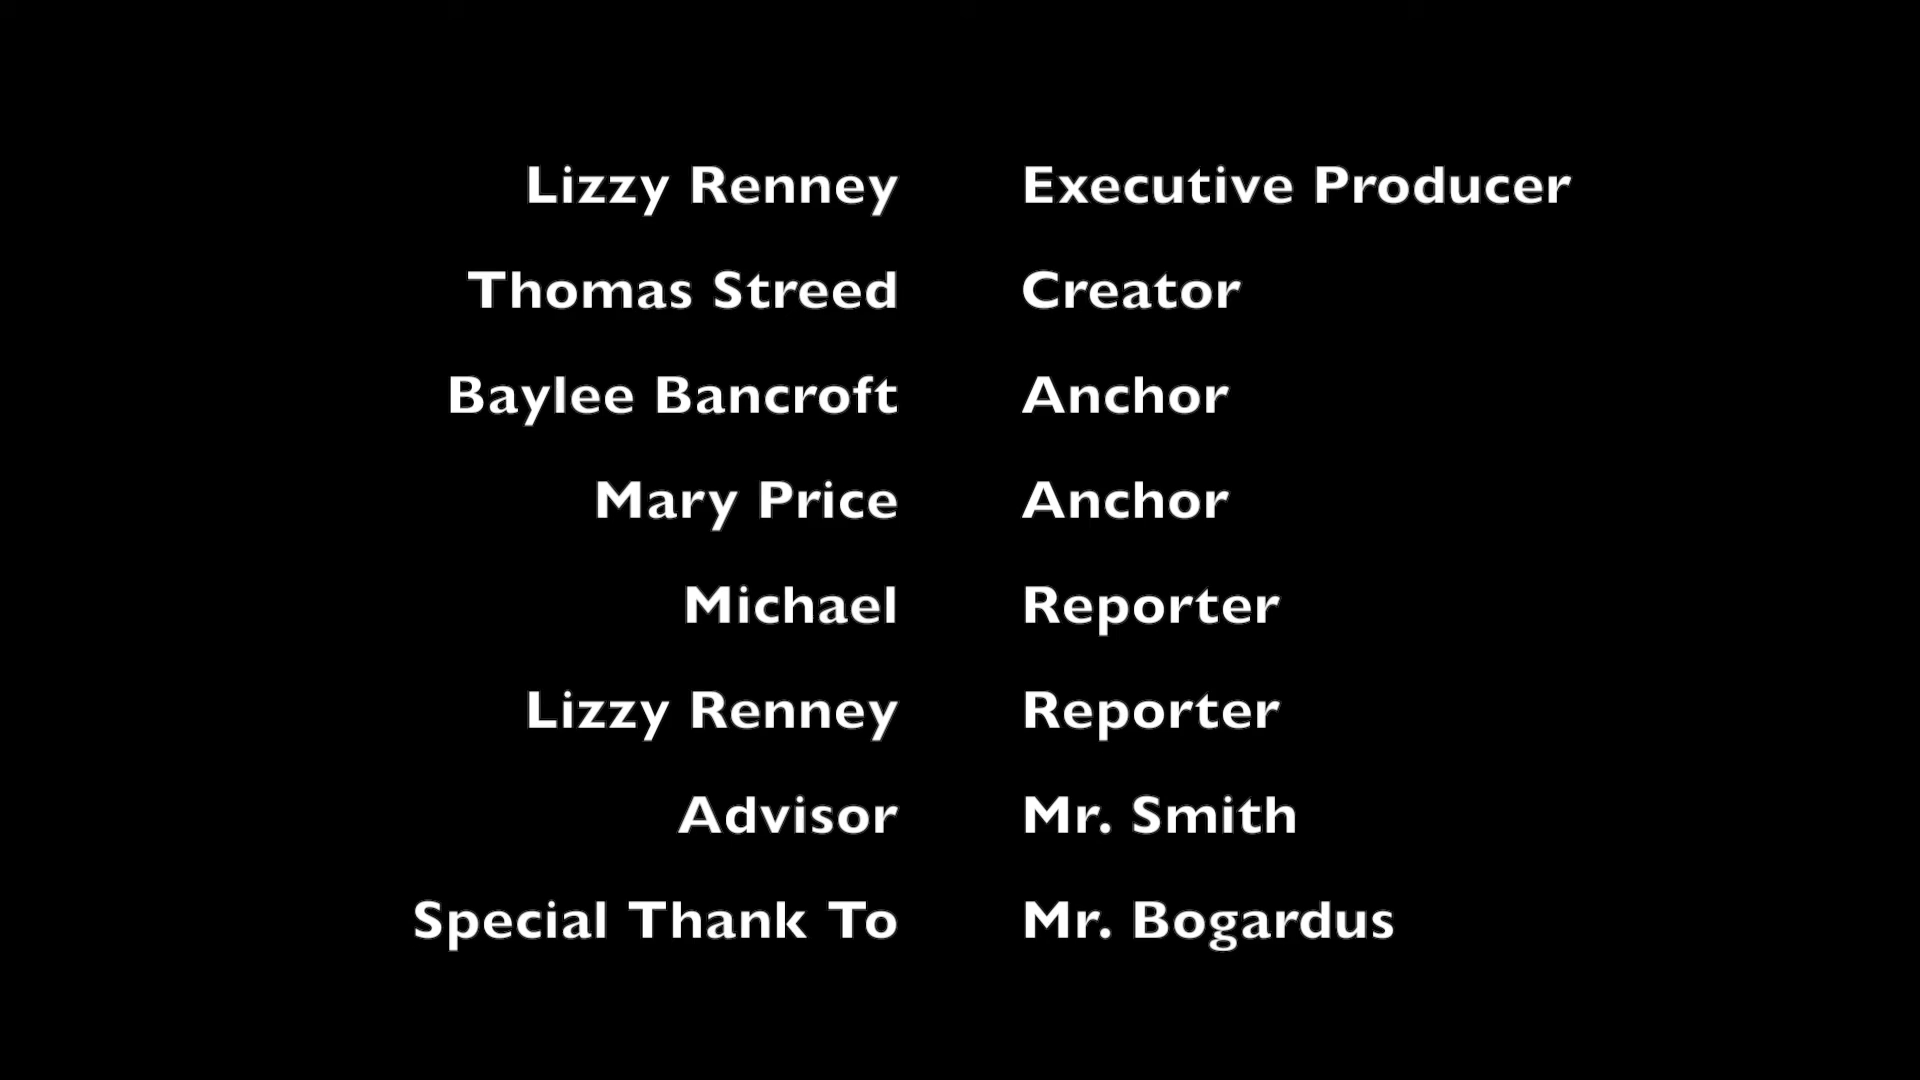 Lizzy Renney Executive Producer
Thomas Streed Creator
Baylee Bancroft Anchor
Mary Price Anchor
Michael Reporter
Lizzy Renney Reporter
Advisor Mr. Smith
Special Thank To Mr. Bogardus